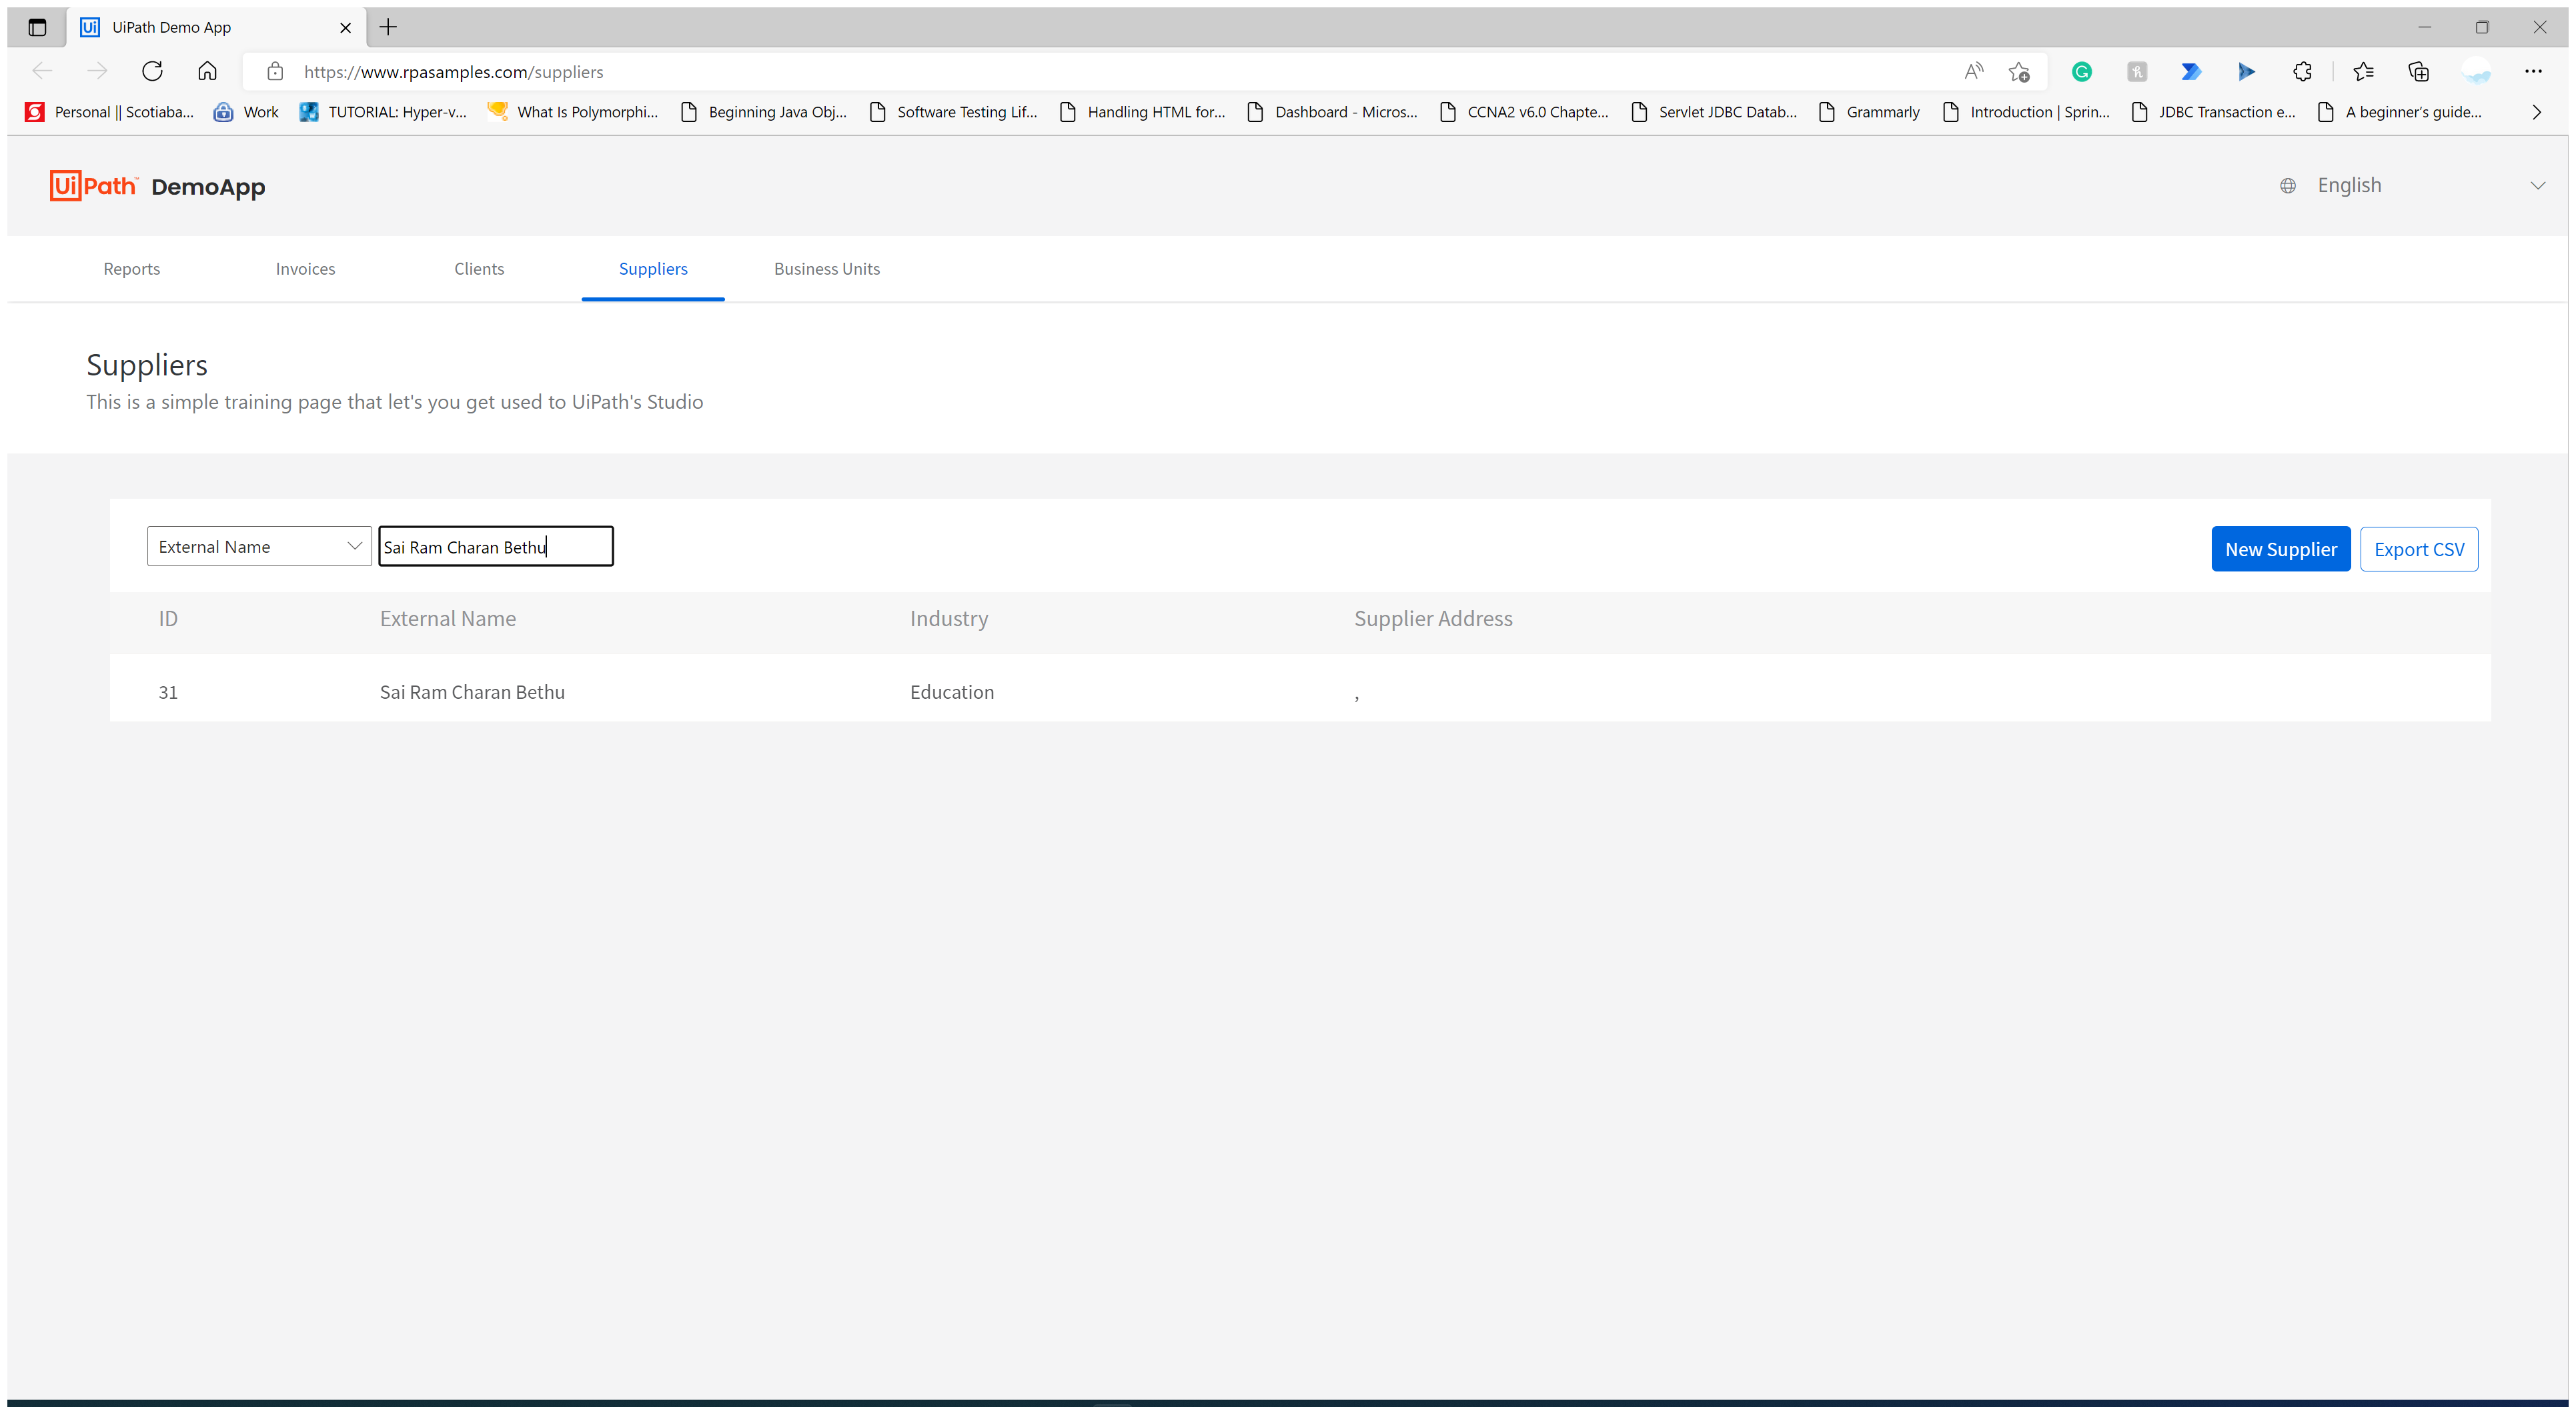 UiPath Demo App
https://www.rpasamples.com/suppliers
Personal || Scotiaba... Work TUTORIAL: Hyper-v... What Is Polymorphi... Beginning Java Obj... Software Testing Lif... Handling HTML for... Dashboard - Micros... CCNA2 v6.0 Chapte... Servlet JDBC Datab... Grammarly Introduction | Sprin... JDBC Transaction e... A beginner's guide...
UiPath™ DemoApp English
Reports Invoices Clients Suppliers Business Units
Suppliers
This is a simple training page that let's you get used to UiPath's Studio
External Name Sai Ram Charan Bethu New Supplier Export CSV
ID External Name Industry Supplier Address
31 Sai Ram Charan Bethu Education ,